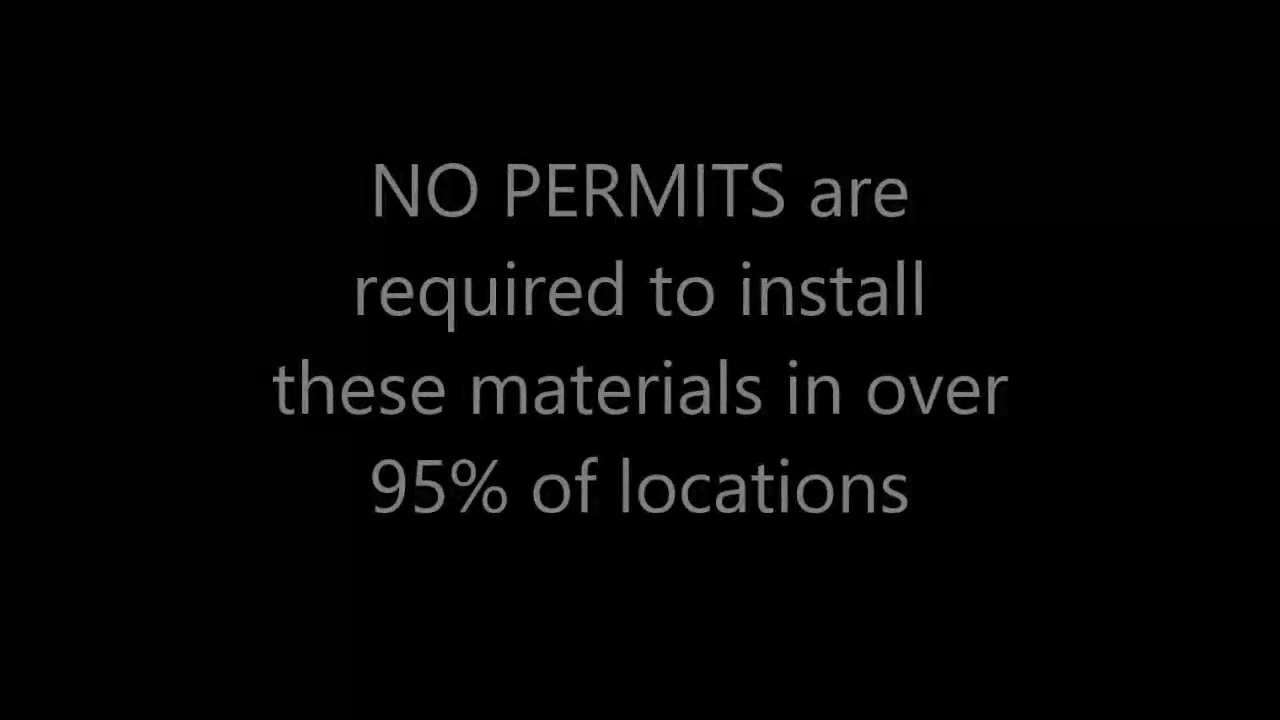 NO PERMITS are
required to install
these materials in over
95% of locations